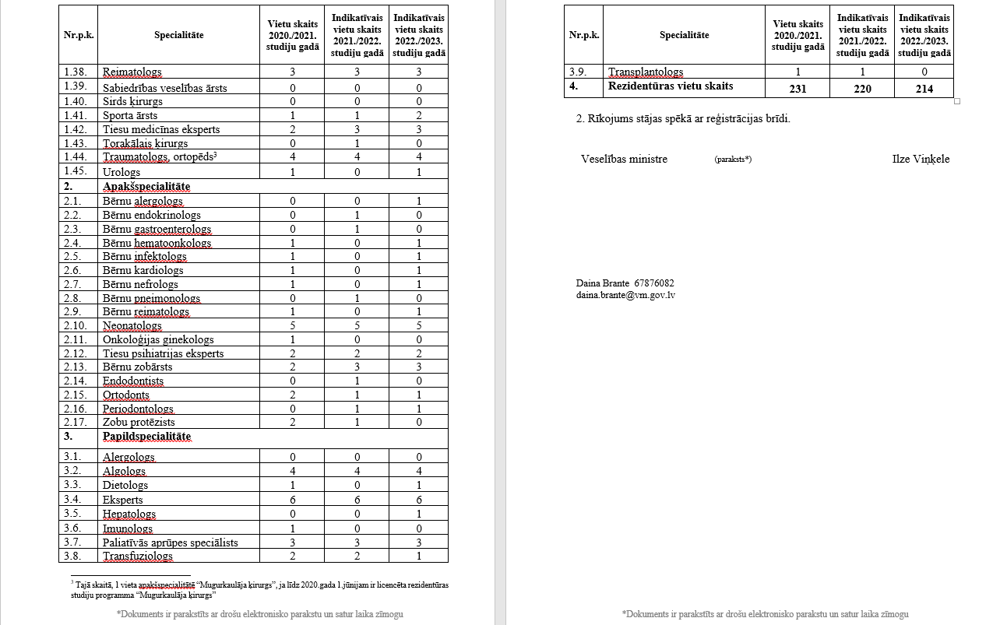 Nr.p.k. Specialitāte Vietu skaits 2020./2021. studiju gadā Indikatīvais vietu skaits 2021./2022. studiju gadā Indikatīvais vietu skaits 2022./2023. studiju gadā
1.38. Reimatologs 3 3 3
1.39. Sabiedrības veselības ārsts 0 0 0
1.40. Sirds ķirurgs 0 0 0
1.41. Sporta ārsts 1 1 2
1.42. Tiesu medicīnas eksperts 2 3 3
1.43. Torakālais ķirurgs 0 1 0
1.44. Traumatologs, ortopēds³ 4 4 4
1.45. Urologs 1 0 1
2. Apakšspecialitāte
2.1. Bērnu alergologs 0 0 1
2.2. Bērnu endokrinologs 0 1 0
2.3. Bērnu gastroenterologs 0 1 0
2.4. Bērnu hematoonkologs 1 0 1
2.5. Bērnu infektologs 1 0 1
2.6. Bērnu kardiologs 1 0 1
2.7. Bērnu nefrologs 1 0 1
2.8. Bērnu pneimonologs 0 1 0
2.9. Bērnu reimatologs 1 0 1
2.10. Neonatologs 5 5 5
2.11. Onkoloģijas ginekologs 1 0 0
2.12. Tiesu psihiatrijas eksperts 2 2 2
2.13. Bērnu zobārsts 2 3 3
2.14. Endodontists 0 1 0
2.15. Ortodonts 2 1 1
2.16. Periodontologs 0 1 1
2.17. Zobu protēzists 2 1 0
3. Papildspecialitāte
3.1. Alergologs 0 0 0
3.2. Algologs 4 4 4
3.3. Dietologs 1 0 1
3.4. Eksperts 6 6 6
3.5. Hepatologs 0 0 1
3.6. Imunologs 1 0 0
3.7. Paliatīvās aprūpes speciālists 3 3 3
3.8. Transfuziologs 2 2 1
³ Tajā skaitā, 1 vieta apakšspecialitātē “Mugurkaulāja ķirurgs”, ja līdz 2020.gada 1.jūnijam ir licencēta rezidentūras
studiju programma “Mugurkaulāja ķirurgs”
*Dokuments ir parakstīts ar drošu elektronisko parakstu un satur laika zīmogu
Nr.p.k. Specialitāte Vietu skaits 2020./2021. studiju gadā Indikatīvais vietu skaits 2021./2022. studiju gadā Indikatīvais vietu skaits 2022./2023. studiju gadā
3.9. Transplantologs 1 1 0
4. Rezidentūras vietu skaits 231 220 214
2. Rīkojums stājas spēkā ar reģistrācijas brīdi.
Veselības ministre (paraksts*) Ilze Viņķele
Daina Brante 67876082
daina.brante@vm.gov.lv
*Dokuments ir parakstīts ar drošu elektronisko parakstu un satur laika zīmogu